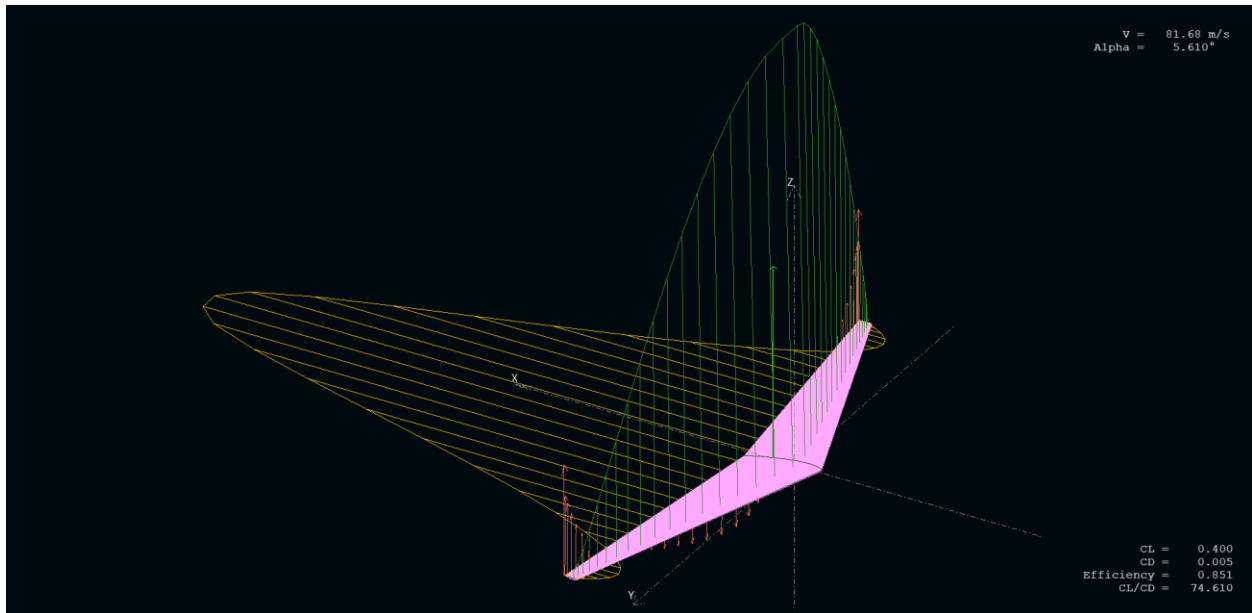 V = 81.68 m/s
Alpha = 5.610°
Z
X
Y
CL = 0.400
CD = 0.005
Efficiency = 0.851
CL/CD = 74.610